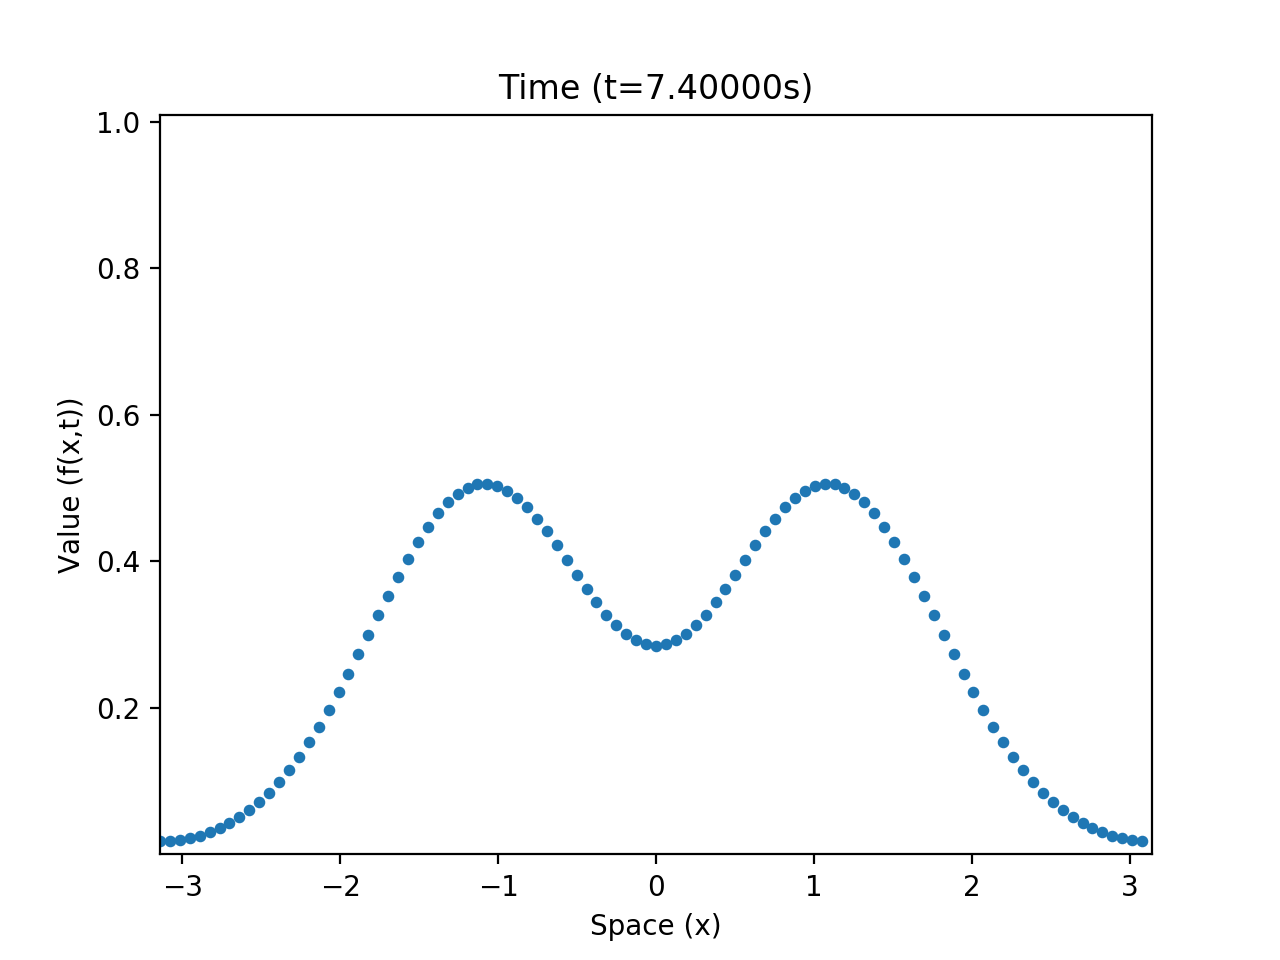 Time (t=7.40000s)
1.0
0.8
0.6
0.4
0.2
Value (f(x,t))
−3 −2 −1 0 1 2 3
Space (x)